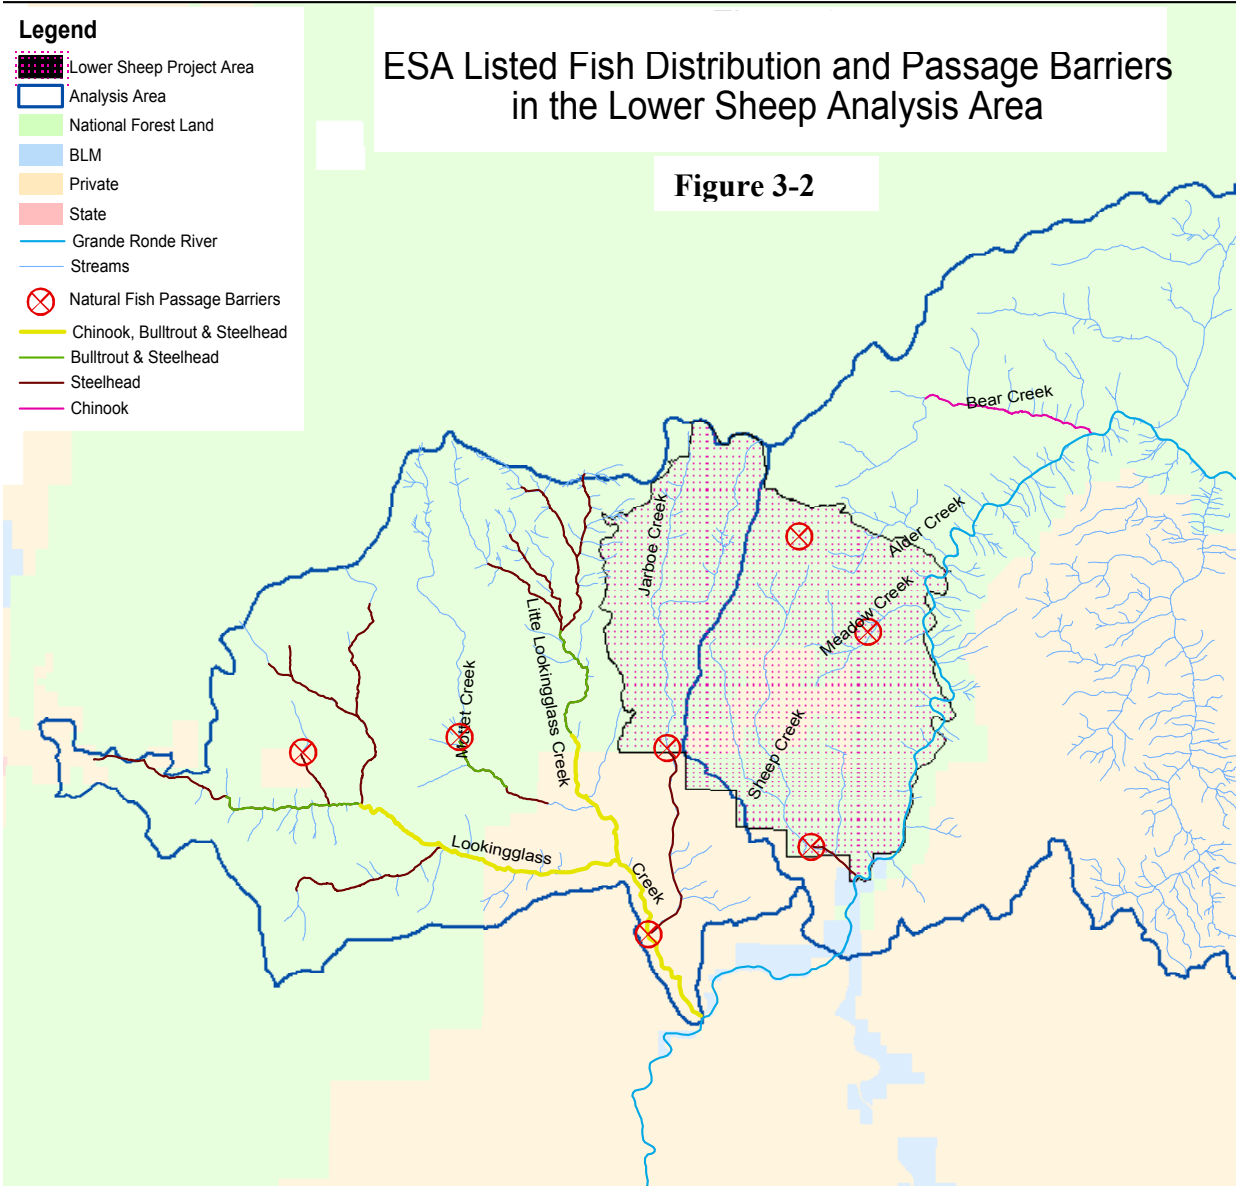 Legend
Lower Sheep Project Area
Analysis Area
National Forest Land
BLM
Private
State
Grande Ronde River
Streams
Natural Fish Passage Barriers
Chinook, Bulltrout & Steelhead
Bulltrout & Steelhead
Steelhead
Chinook
ESA Listed Fish Distribution and Passage Barriers
in the Lower Sheep Analysis Area
Figure 3-2
Bear Creek
Alder Creek
Jarboe Creek
Meadow Creek
Litte Lookingglass Creek
Mottet Creek
Sheep Creek
Lookingglass
Creek